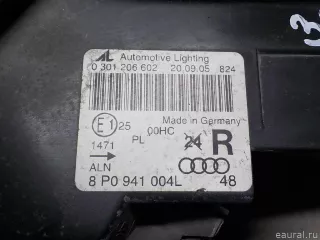 AL Automotive Lighting
0 301 206 602 20.09.05 824
Made in Germany
E1 25 00HC 24 R
1471 PL
ALN
8 P0 941 004L 48
3
eaural.ru